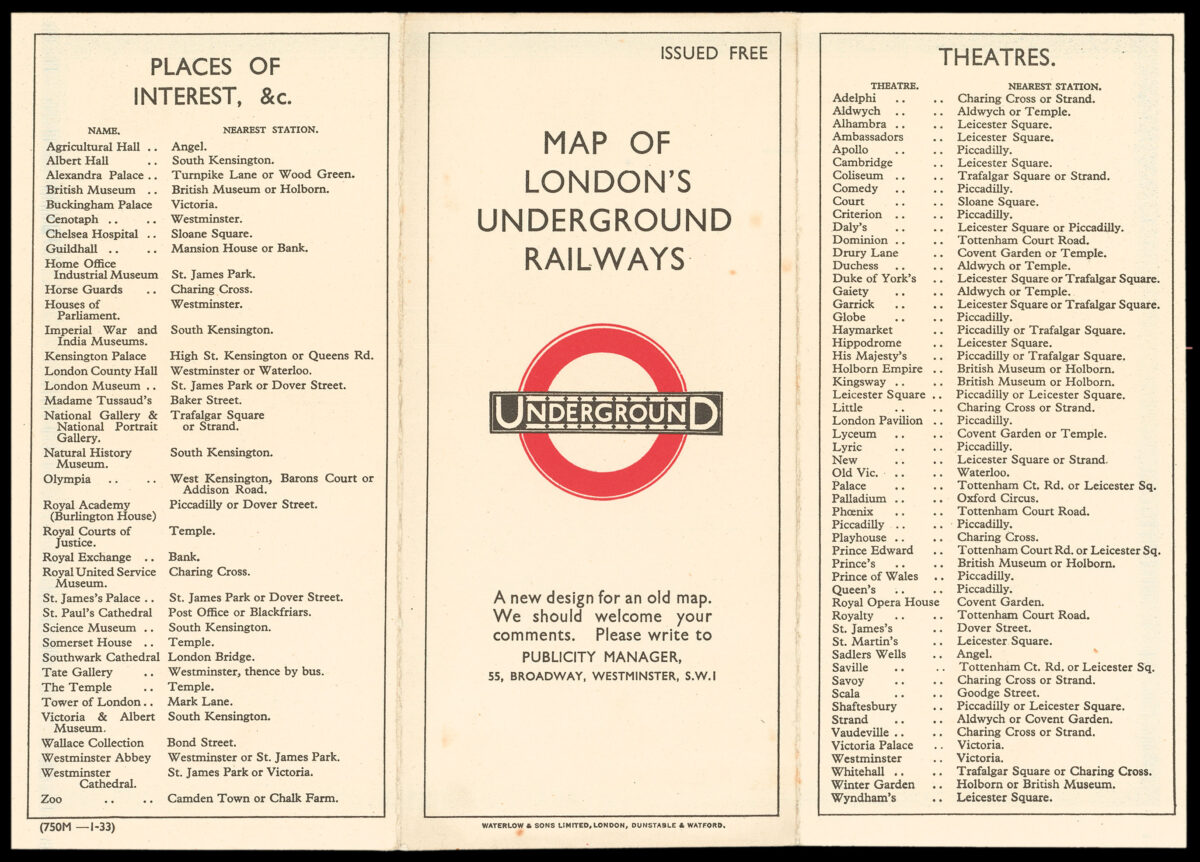 PLACES OF
INTEREST, &c.
NAME. NEAREST STATION.
Agricultural Hall .. Angel.
Albert Hall .. South Kensington.
Alexandra Palace .. Turnpike Lane or Wood Green.
British Museum .. British Museum or Holborn.
Buckingham Palace Victoria.
Cenotaph .. .. Westminster.
Chelsea Hospital .. Sloane Square.
Guildhall .. .. Mansion House or Bank.
Home Office
Industrial Museum St. James Park.
Horse Guards .. Charing Cross.
Houses of Westminster.
Parliament.
Imperial War and South Kensington.
India Museums.
Kensington Palace High St. Kensington or Queens Rd.
London County Hall Westminster or Waterloo.
London Museum .. St. James Park or Dover Street.
Madame Tussaud's Baker Street.
National Gallery & Trafalgar Square
National Portrait or Strand.
Gallery.
Natural History South Kensington.
Museum.
Olympia .. .. West Kensington, Barons Court or
Addison Road.
Royal Academy Piccadilly or Dover Street.
(Burlington House)
Royal Courts of Temple.
Justice.
Royal Exchange .. Bank.
Royal United Service Charing Cross.
Museum.
St. James's Palace .. St. James Park or Dover Street.
St. Paul's Cathedral Post Office or Blackfriars.
Science Museum .. South Kensington.
Somerset House .. Temple.
Southwark Cathedral London Bridge.
Tate Gallery .. Westminster, thence by bus.
The Temple .. Temple.
Tower of London .. Mark Lane.
Victoria & Albert South Kensington.
Museum.
Wallace Collection Bond Street.
Westminster Abbey Westminster or St. James Park.
Westminster St. James Park or Victoria.
Cathedral.
Zoo .. .. Camden Town or Chalk Farm.
(750M —1-33)
ISSUED FREE
MAP OF
LONDON'S
UNDERGROUND
RAILWAYS
UNDERGROUND
A new design for an old map.
We should welcome your
comments. Please write to
PUBLICITY MANAGER,
55, BROADWAY, WESTMINSTER, S.W.1
WATERLOW & SONS LIMITED, LONDON, DUNSTABLE & WATFORD.
THEATRES.
THEATRE. NEAREST STATION.
Adelphi .. .. Charing Cross or Strand.
Aldwych .. .. Aldwych or Temple.
Alhambra .. .. Leicester Square.
Ambassadors .. Leicester Square.
Apollo .. .. Piccadilly.
Cambridge .. Leicester Square.
Coliseum .. .. Trafalgar Square or Strand.
Comedy .. .. Piccadilly.
Court .. .. Sloane Square.
Criterion .. .. Piccadilly.
Daly's .. .. Leicester Square or Piccadilly.
Dominion .. .. Tottenham Court Road.
Drury Lane .. Covent Garden or Temple.
Duchess .. .. Aldwych or Temple.
Duke of York's .. Leicester Square or Trafalgar Square.
Gaiety .. .. Aldwych or Temple.
Garrick .. .. Leicester Square or Trafalgar Square.
Globe .. .. Piccadilly.
Haymarket .. Piccadilly or Trafalgar Square.
Hippodrome .. Leicester Square.
His Majesty's .. Piccadilly or Trafalgar Square.
Holborn Empire .. British Museum or Holborn.
Kingsway .. .. British Museum or Holborn.
Leicester Square .. Piccadilly or Leicester Square.
Little .. .. Charing Cross or Strand.
London Pavilion .. Piccadilly.
Lyceum .. .. Covent Garden or Temple.
Lyric .. .. Piccadilly.
New .. .. Leicester Square or Strand.
Old Vic. .. .. Waterloo.
Palace .. .. Tottenham Ct. Rd. or Leicester Sq.
Palladium .. .. Oxford Circus.
Phœnix .. .. Tottenham Court Road.
Piccadilly .. .. Piccadilly.
Playhouse .. .. Charing Cross.
Prince Edward .. Tottenham Court Rd. or Leicester Sq.
Prince's .. .. British Museum or Holborn.
Prince of Wales .. Piccadilly.
Queen's .. .. Piccadilly.
Royal Opera House Covent Garden.
Royalty .. .. Tottenham Court Road.
St. James's .. Dover Street.
St. Martin's .. Leicester Square.
Sadlers Wells .. Angel.
Saville .. .. Tottenham Ct. Rd. or Leicester Sq.
Savoy .. .. Charing Cross or Strand.
Scala .. .. Goodge Street.
Shaftesbury .. Piccadilly or Leicester Square.
Strand .. .. Aldwych or Covent Garden.
Vaudeville .. .. Charing Cross or Strand.
Victoria Palace .. Victoria.
Westminster .. Victoria.
Whitehall .. .. Trafalgar Square or Charing Cross.
Winter Garden .. Holborn or British Museum.
Wyndham's .. Leicester Square.